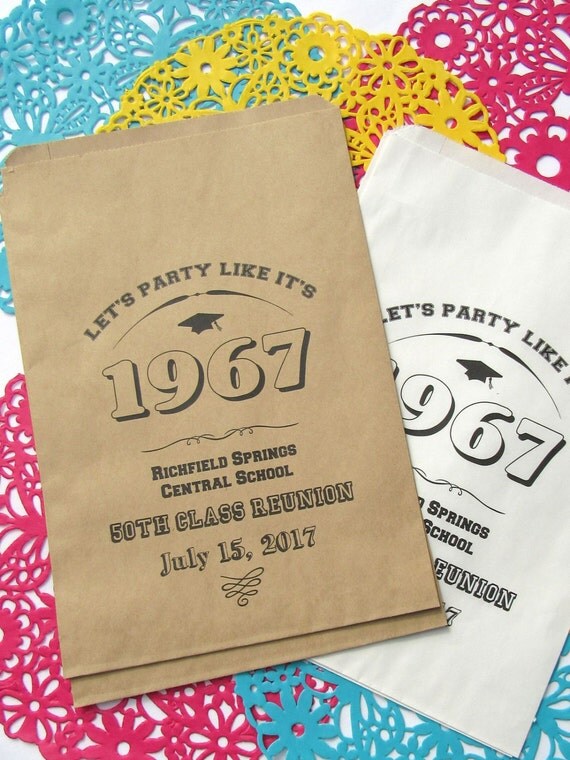 LET'S PARTY LIKE IT'S
1967
RICHFIELD SPRINGS
CENTRAL SCHOOL
50TH CLASS REUNION
July 15, 2017
LET'S PARTY LIKE
1967
SPRINGS
SCHOOL
REUNION